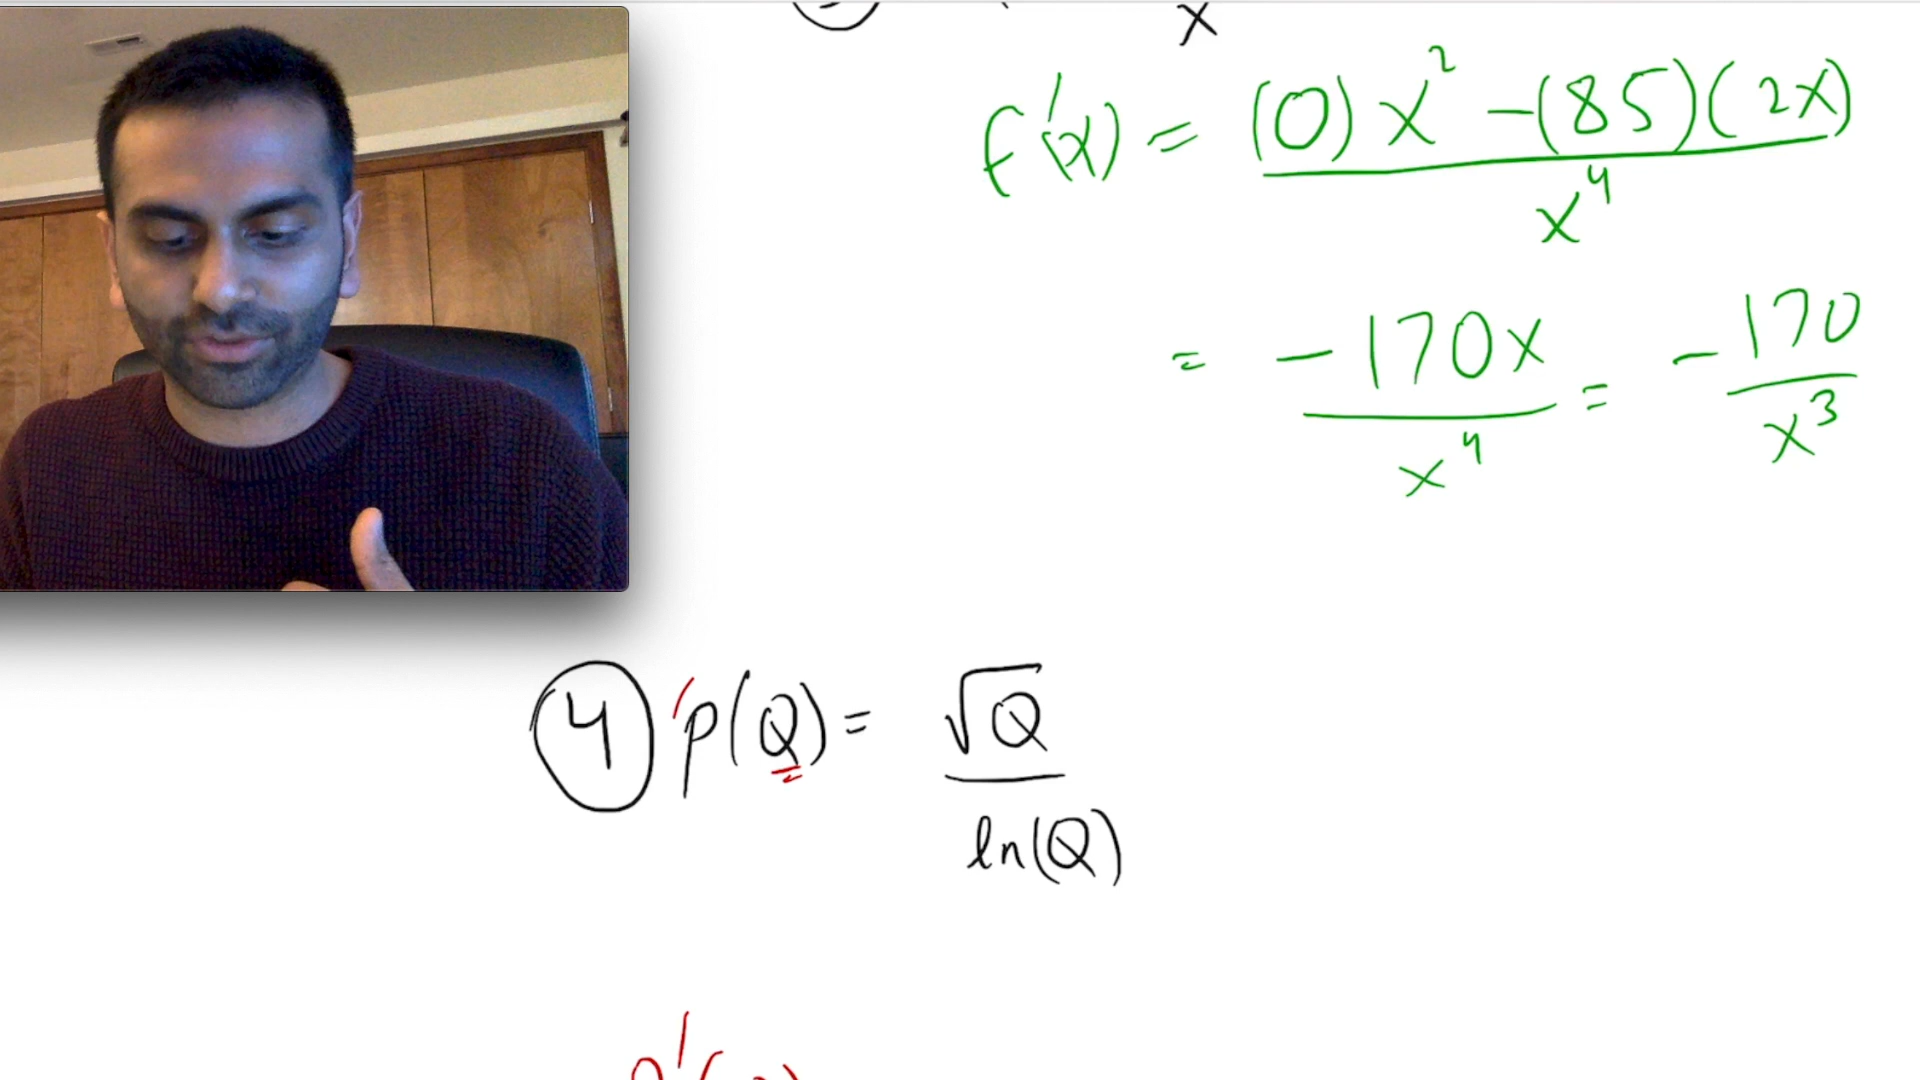 x
f'(x) = (0)x² - (85)(2x) / x⁴
= -170x / x⁴ = -170 / x³
④ p(Q) = √Q / ln(Q)